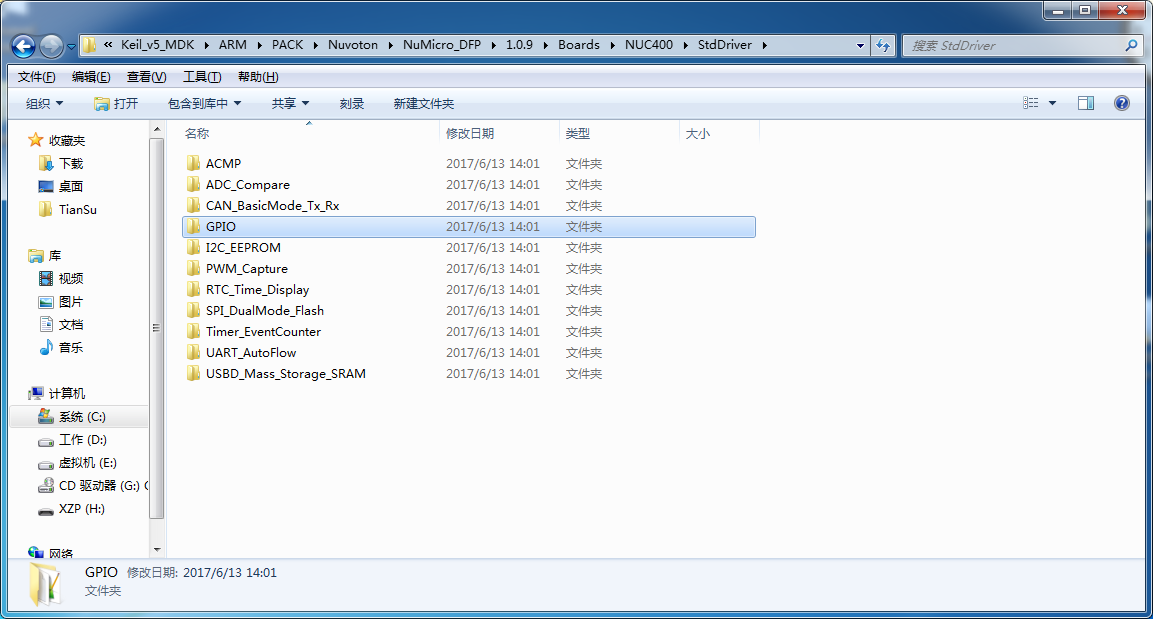 « Keil_v5_MDK ARM PACK Nuvoton NuMicro_DFP 1.0.9 Boards NUC400 StdDriver
搜索 StdDriver
文件(F) 编辑(E) 查看(V) 工具(T) 帮助(H)
组织 打开 包含到库中 共享 刻录 新建文件夹
收藏夹
下载
桌面
TianSu
库
视频
图片
文档
音乐
计算机
系统 (C:)
工作 (D:)
虚拟机 (E:)
CD 驱动器 (G:)
XZP (H:)
网络
名称 修改日期 类型 大小
ACMP 2017/6/13 14:01 文件夹
ADC_Compare 2017/6/13 14:01 文件夹
CAN_BasicMode_Tx_Rx 2017/6/13 14:01 文件夹
GPIO 2017/6/13 14:01 文件夹
I2C_EEPROM 2017/6/13 14:01 文件夹
PWM_Capture 2017/6/13 14:01 文件夹
RTC_Time_Display 2017/6/13 14:01 文件夹
SPI_DualMode_Flash 2017/6/13 14:01 文件夹
Timer_EventCounter 2017/6/13 14:01 文件夹
UART_AutoFlow 2017/6/13 14:01 文件夹
USBD_Mass_Storage_SRAM 2017/6/13 14:01 文件夹
GPIO 修改日期: 2017/6/13 14:01
文件夹